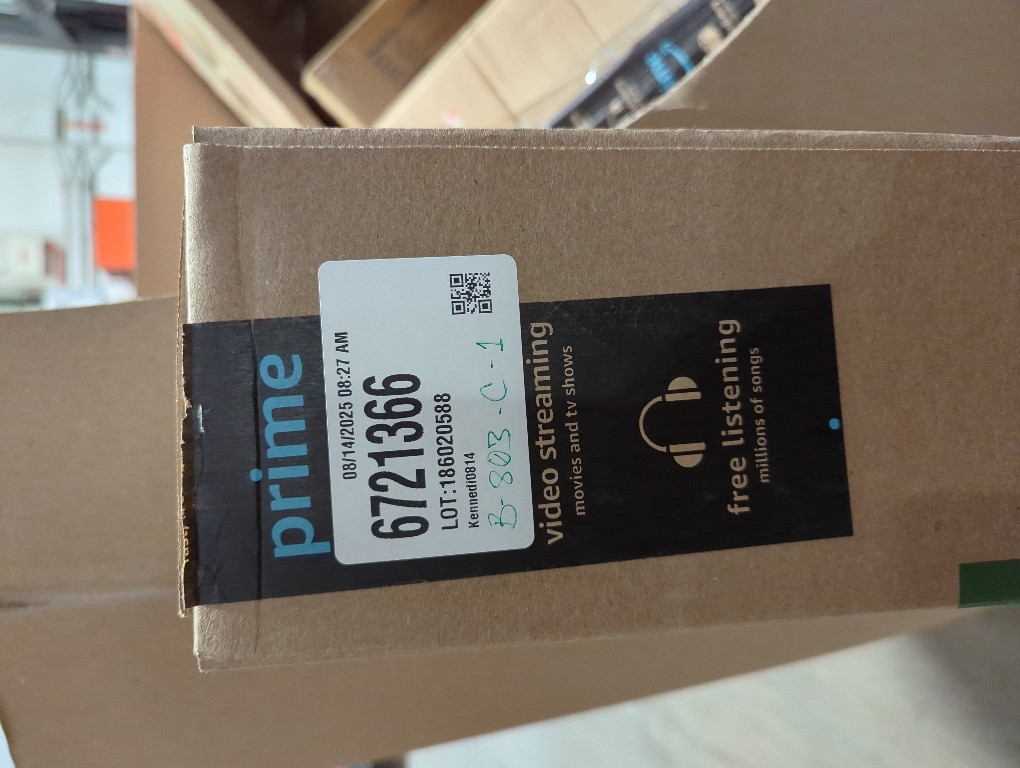 prime
08/14/2025 08:27 AM
6721366
LOT:186020588
Kennedi0814
B-803-C-1
video streaming
movies and tv shows
free listening
millions of songs